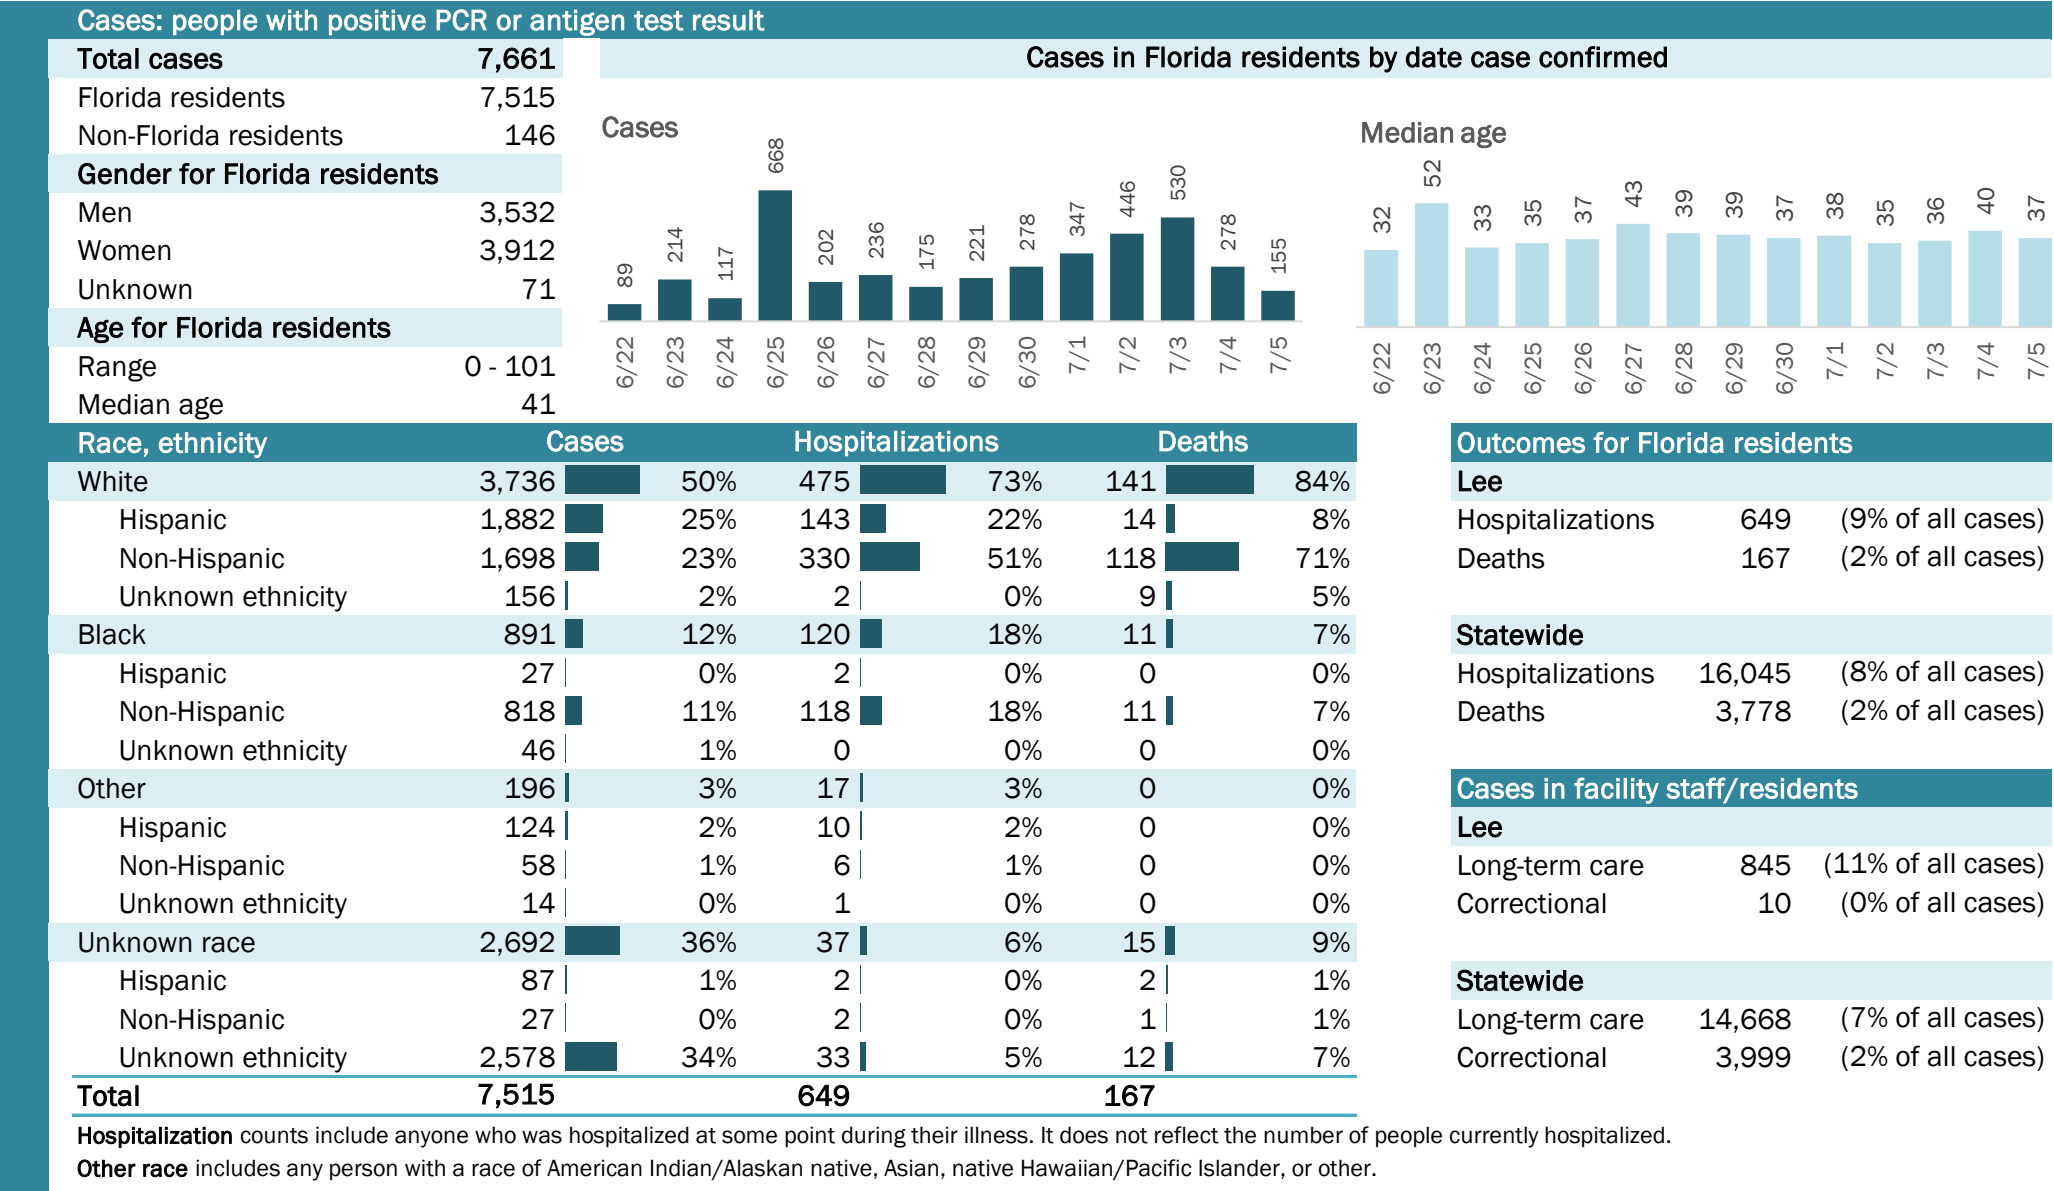 Cases: people with positive PCR or antigen test result
Total cases 7,661
Florida residents 7,515
Non-Florida residents 146
Gender for Florida residents
Men 3,532
Women 3,912
Unknown 71
Age for Florida residents
Range 0 - 101
Median age 41
Cases in Florida residents by date case confirmed
Cases
89 214 117 668 202 236 175 221 278 347 446 530 278 155
6/22 6/23 6/24 6/25 6/26 6/27 6/28 6/29 6/30 7/1 7/2 7/3 7/4 7/5
Median age
32 52 33 35 37 43 39 39 37 38 35 36 40 37
6/22 6/23 6/24 6/25 6/26 6/27 6/28 6/29 6/30 7/1 7/2 7/3 7/4 7/5
Race, ethnicity Cases Hospitalizations Deaths
White 3,736 50% 475 73% 141 84%
Hispanic 1,882 25% 143 22% 14 8%
Non-Hispanic 1,698 23% 330 51% 118 71%
Unknown ethnicity 156 2% 2 0% 9 5%
Black 891 12% 120 18% 11 7%
Hispanic 27 0% 2 0% 0 0%
Non-Hispanic 818 11% 118 18% 11 7%
Unknown ethnicity 46 1% 0 0% 0 0%
Other 196 3% 17 3% 0 0%
Hispanic 124 2% 10 2% 0 0%
Non-Hispanic 58 1% 6 1% 0 0%
Unknown ethnicity 14 0% 1 0% 0 0%
Unknown race 2,692 36% 37 6% 15 9%
Hispanic 87 1% 2 0% 2 1%
Non-Hispanic 27 0% 2 0% 1 1%
Unknown ethnicity 2,578 34% 33 5% 12 7%
Total 7,515 649 167
Outcomes for Florida residents
Lee
Hospitalizations 649 (9% of all cases)
Deaths 167 (2% of all cases)
Statewide
Hospitalizations 16,045 (8% of all cases)
Deaths 3,778 (2% of all cases)
Cases in facility staff/residents
Lee
Long-term care 845 (11% of all cases)
Correctional 10 (0% of all cases)
Statewide
Long-term care 14,668 (7% of all cases)
Correctional 3,999 (2% of all cases)
Hospitalization counts include anyone who was hospitalized at some point during their illness. It does not reflect the number of people currently hospitalized.
Other race includes any person with a race of American Indian/Alaskan native, Asian, native Hawaiian/Pacific Islander, or other.